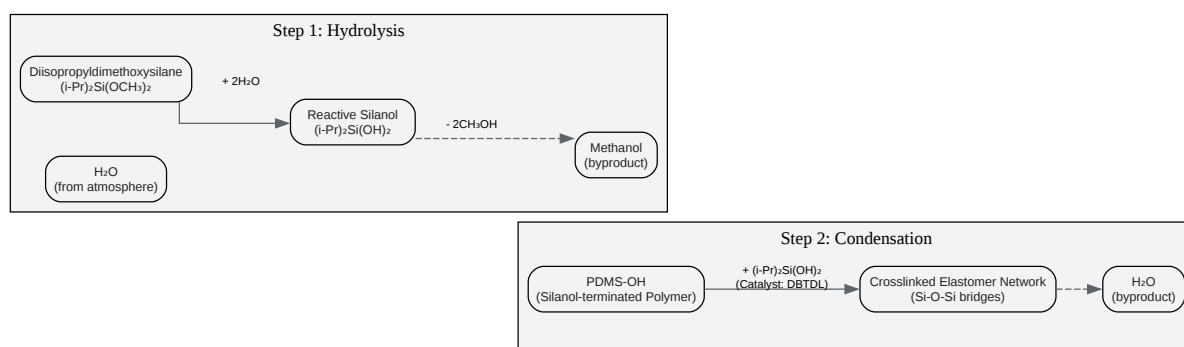 Step 1: Hydrolysis
Diisopropyldimethoxysilane
(i-Pr)₂Si(OCH₃)₂
+ 2H₂O
Reactive Silanol
(i-Pr)₂Si(OH)₂
- 2CH₃OH
Methanol
(byproduct)
H₂O
(from atmosphere)
Step 2: Condensation
PDMS-OH
(Silanol-terminated Polymer)
+ (i-Pr)₂Si(OH)₂
(Catalyst: DBTDL)
Crosslinked Elastomer Network
(Si-O-Si bridges)
H₂O
(byproduct)